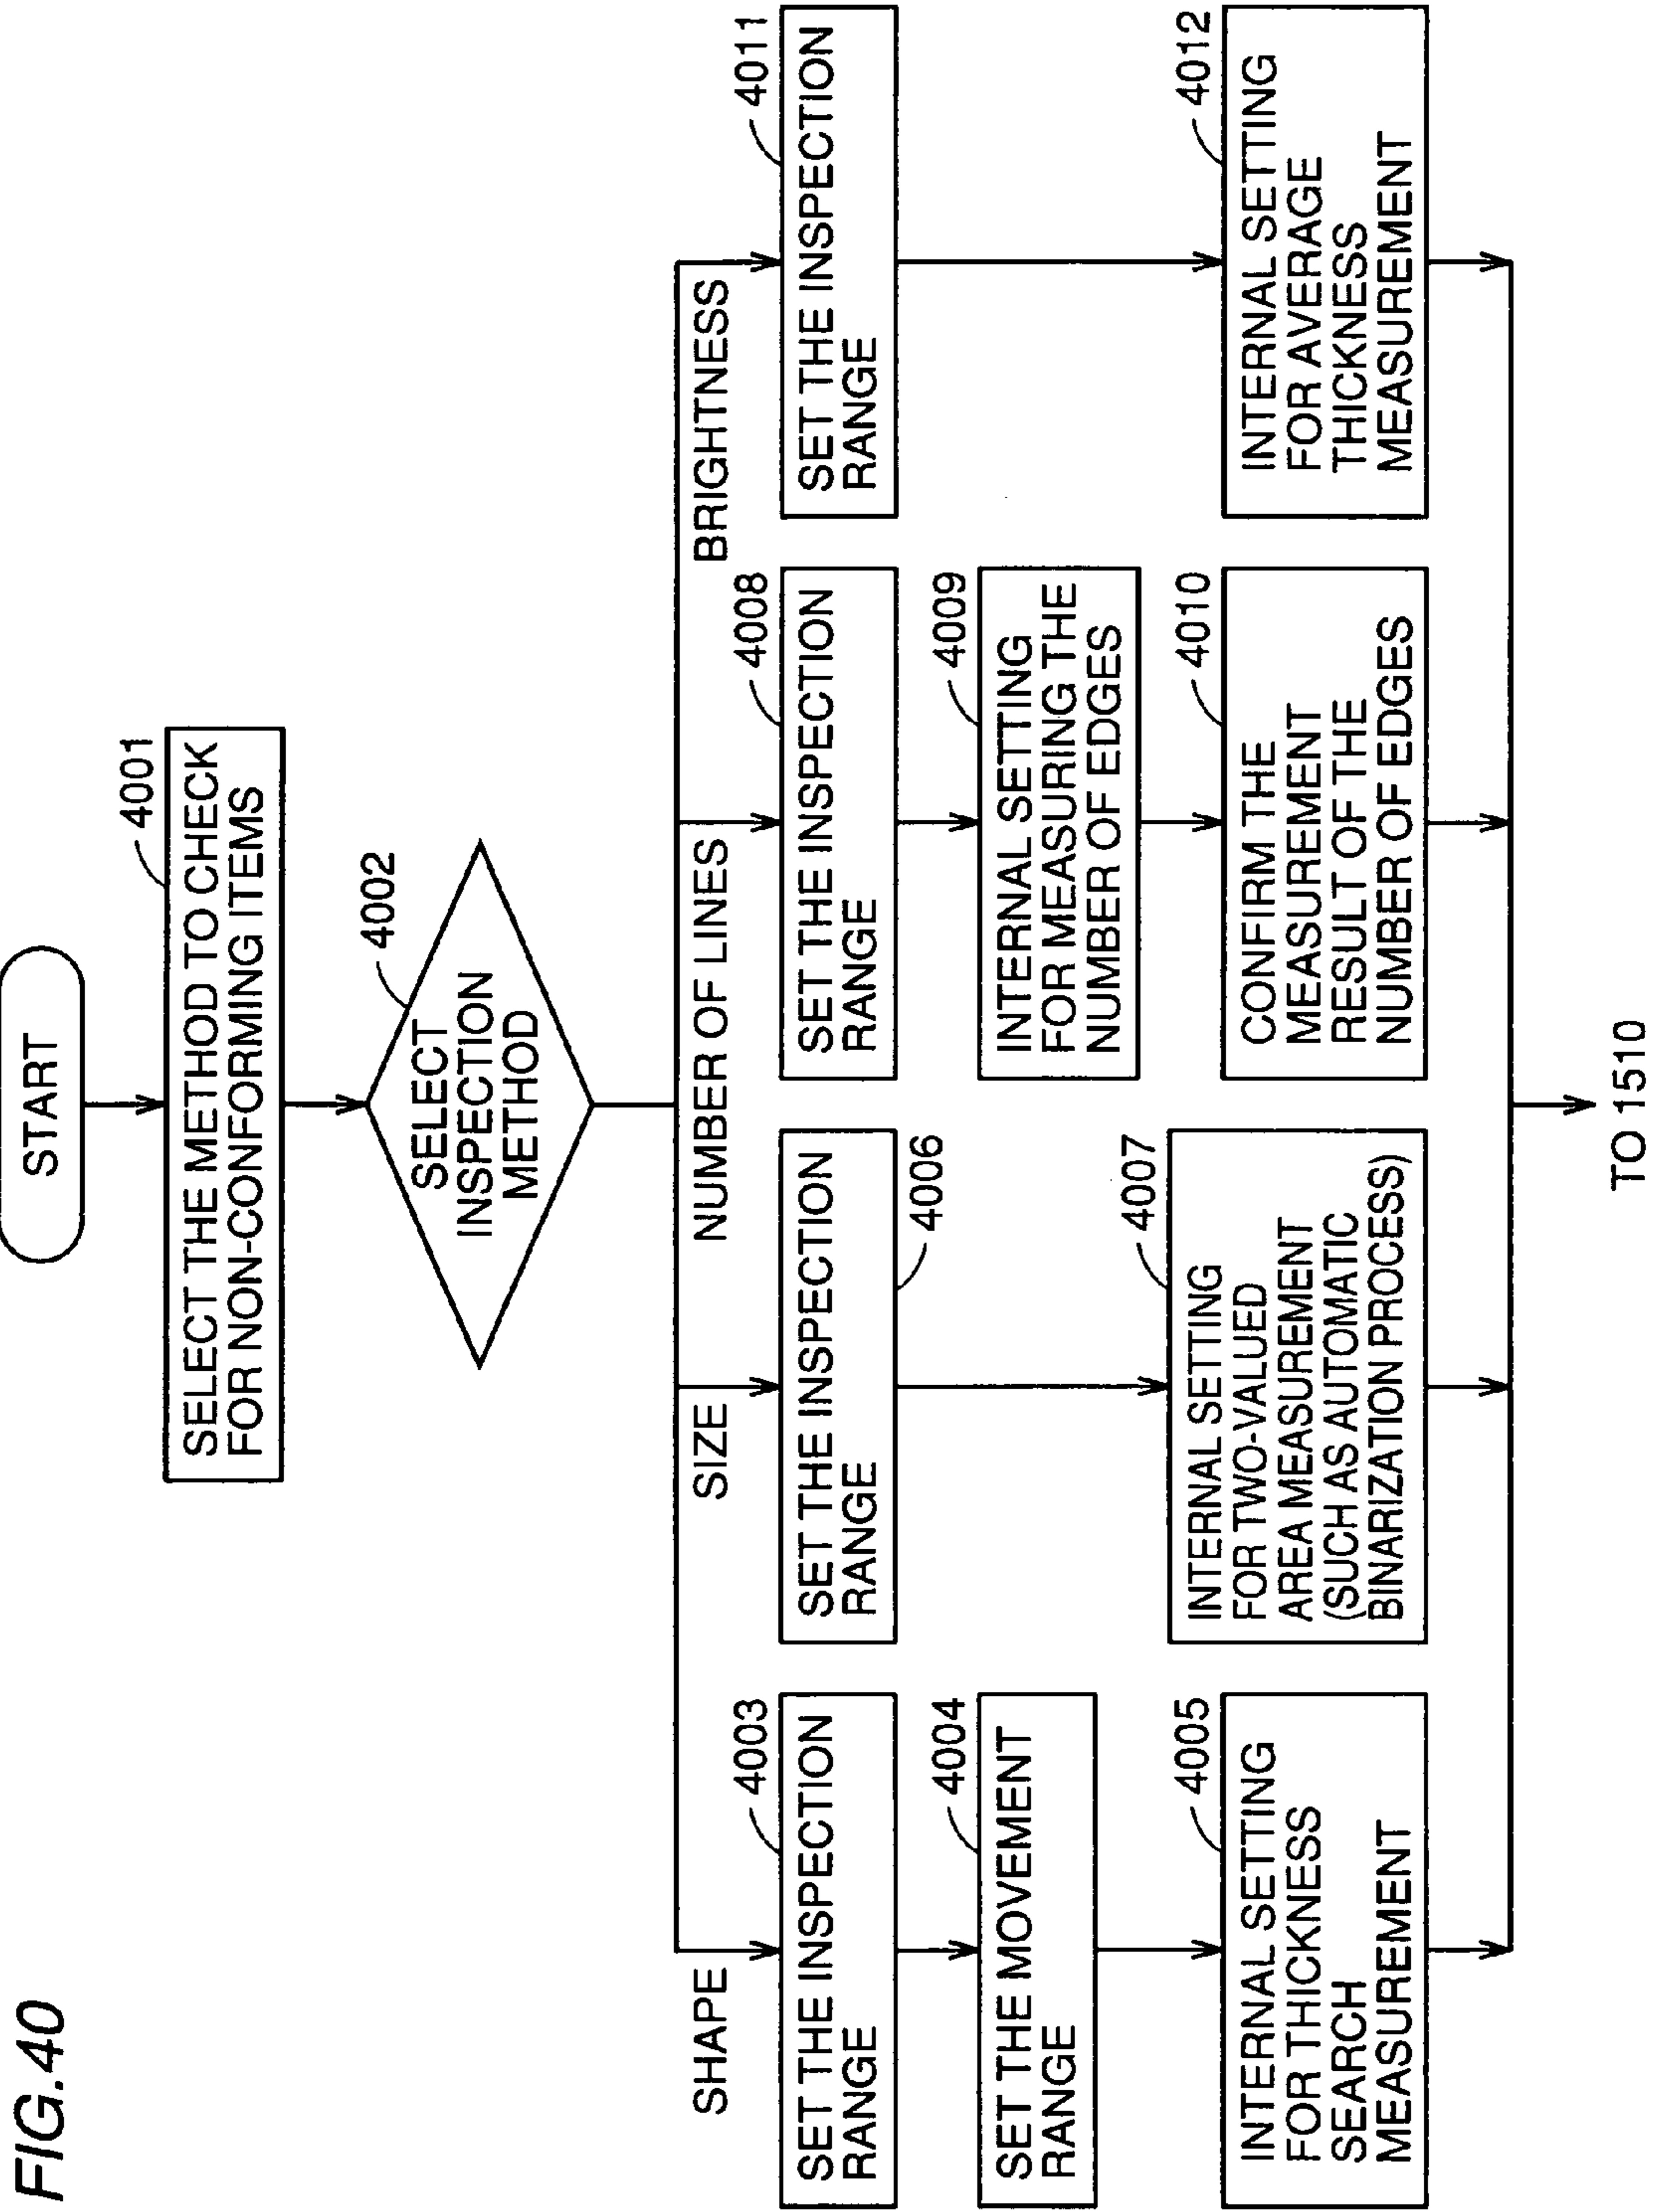 FIG.40
START
4001
SELECT THE METHOD TO CHECK
FOR NON-CONFORMING ITEMS
4002
SELECT
INSPECTION
METHOD
SHAPE
SIZE
NUMBER OF LINES
BRIGHTNESS
4003
SET THE INSPECTION
RANGE
4004
SET THE MOVEMENT
RANGE
4005
INTERNAL SETTING
FOR THICKNESS
SEARCH
MEASUREMENT
SET THE INSPECTION
RANGE
4006
4007
INTERNAL SETTING
FOR TWO-VALUED
AREA MEASUREMENT
(SUCH AS AUTOMATIC
BINARIZATION PROCESS)
4008
SET THE INSPECTION
RANGE
4009
INTERNAL SETTING
FOR MEASURING THE
NUMBER OF EDGES
4010
CONFIRM THE
MEASUREMENT
RESULT OF THE
NUMBER OF EDGES
4011
SET THE INSPECTION
RANGE
4012
INTERNAL SETTING
FOR AVERAGE
THICKNESS
MEASUREMENT
TO 1510